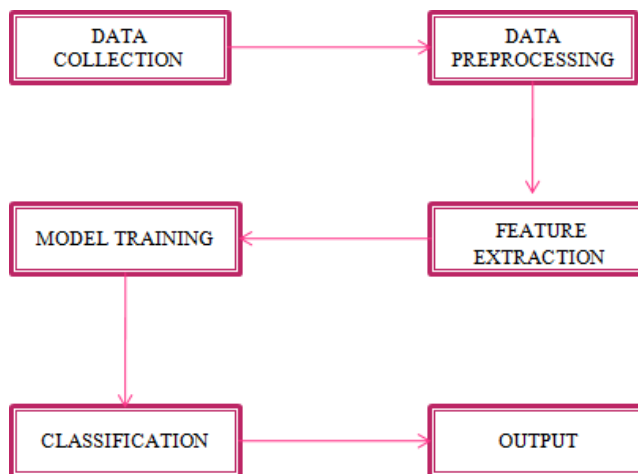 DATA
COLLECTION
DATA
PREPROCESSING
FEATURE
EXTRACTION
MODEL TRAINING
CLASSIFICATION
OUTPUT